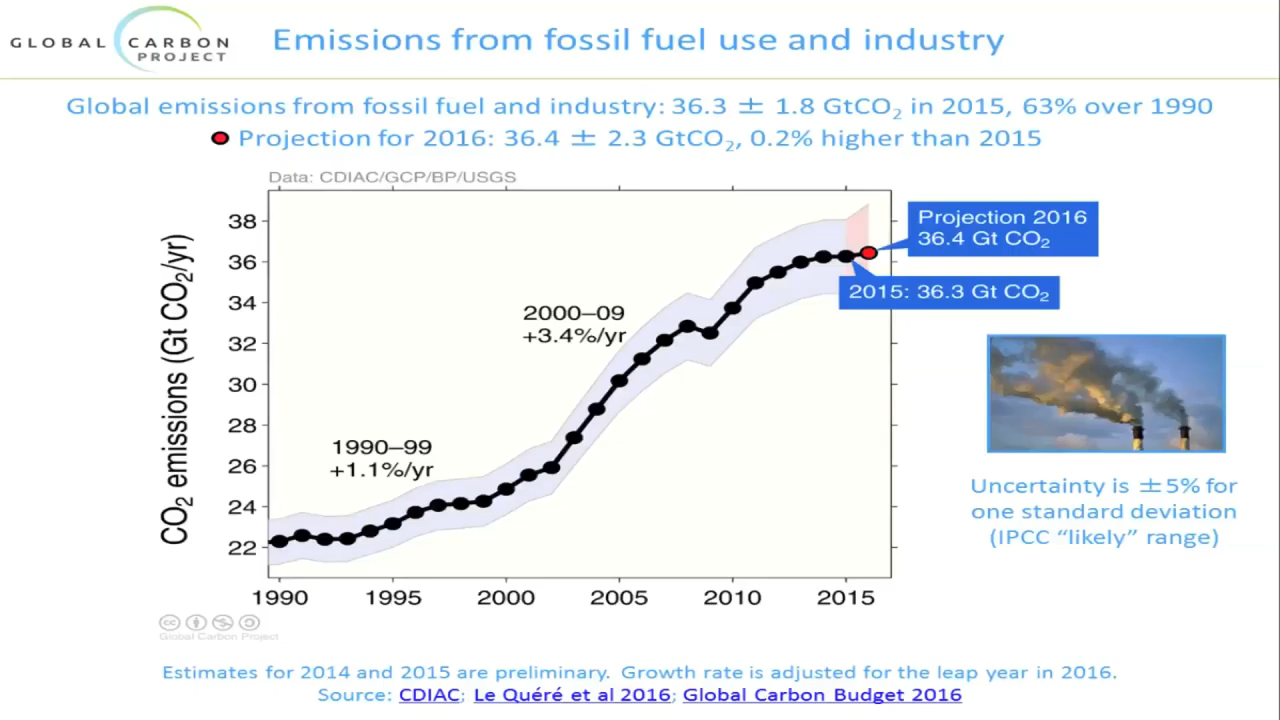 GLOBAL CARBON PROJECT
Emissions from fossil fuel use and industry
Global emissions from fossil fuel and industry: 36.3 ± 1.8 GtCO₂ in 2015, 63% over 1990
Projection for 2016: 36.4 ± 2.3 GtCO₂, 0.2% higher than 2015
Data: CDIAC/GCP/BP/USGS
CO₂ emissions (Gt CO₂/yr)
38
36
34
32
30
28
26
24
22
Projection 2016
36.4 Gt CO₂
2015: 36.3 Gt CO₂
2000–09
+3.4%/yr
1990–99
+1.1%/yr
1990 1995 2000 2005 2010 2015
Uncertainty is ±5% for
one standard deviation
(IPCC “likely” range)
cc
Global Carbon Project
Estimates for 2014 and 2015 are preliminary. Growth rate is adjusted for the leap year in 2016.
Source: CDIAC; Le Quéré et al 2016; Global Carbon Budget 2016